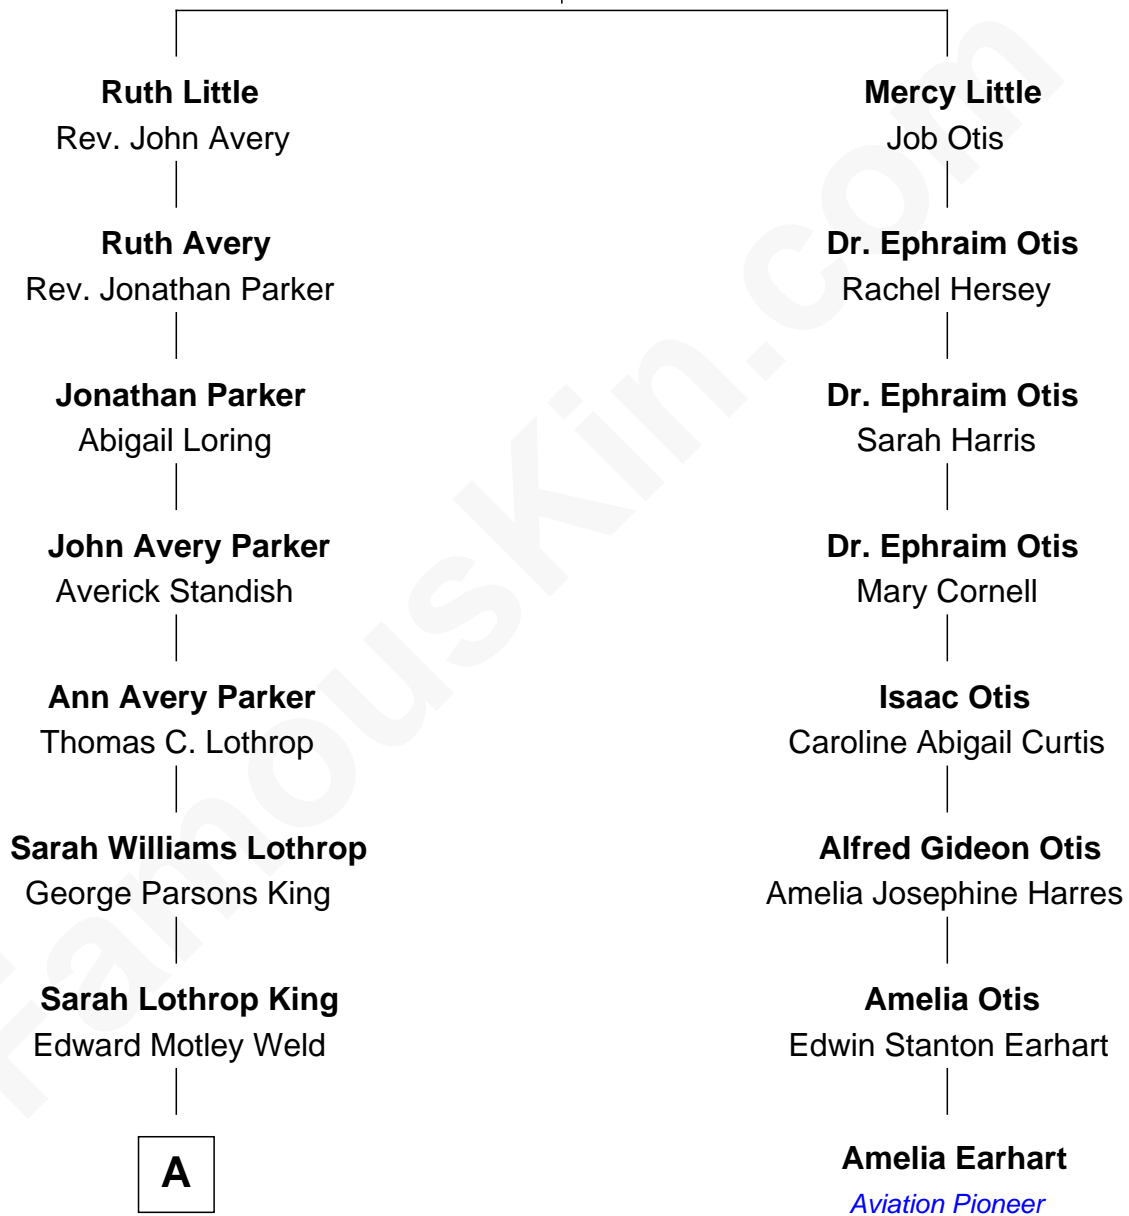 Ruth Little
Rev. John Avery
Mercy Little
Job Otis
Ruth Avery
Rev. Jonathan Parker
Dr. Ephraim Otis
Rachel Hersey
Jonathan Parker
Abigail Loring
Dr. Ephraim Otis
Sarah Harris
John Avery Parker
Averick Standish
Dr. Ephraim Otis
Mary Cornell
Ann Avery Parker
Thomas C. Lothrop
Isaac Otis
Caroline Abigail Curtis
Sarah Williams Lothrop
George Parsons King
Alfred Gideon Otis
Amelia Josephine Harres
Sarah Lothrop King
Edward Motley Weld
Amelia Otis
Edwin Stanton Earhart
A
Amelia Earhart
Aviation Pioneer
FamousKin.com